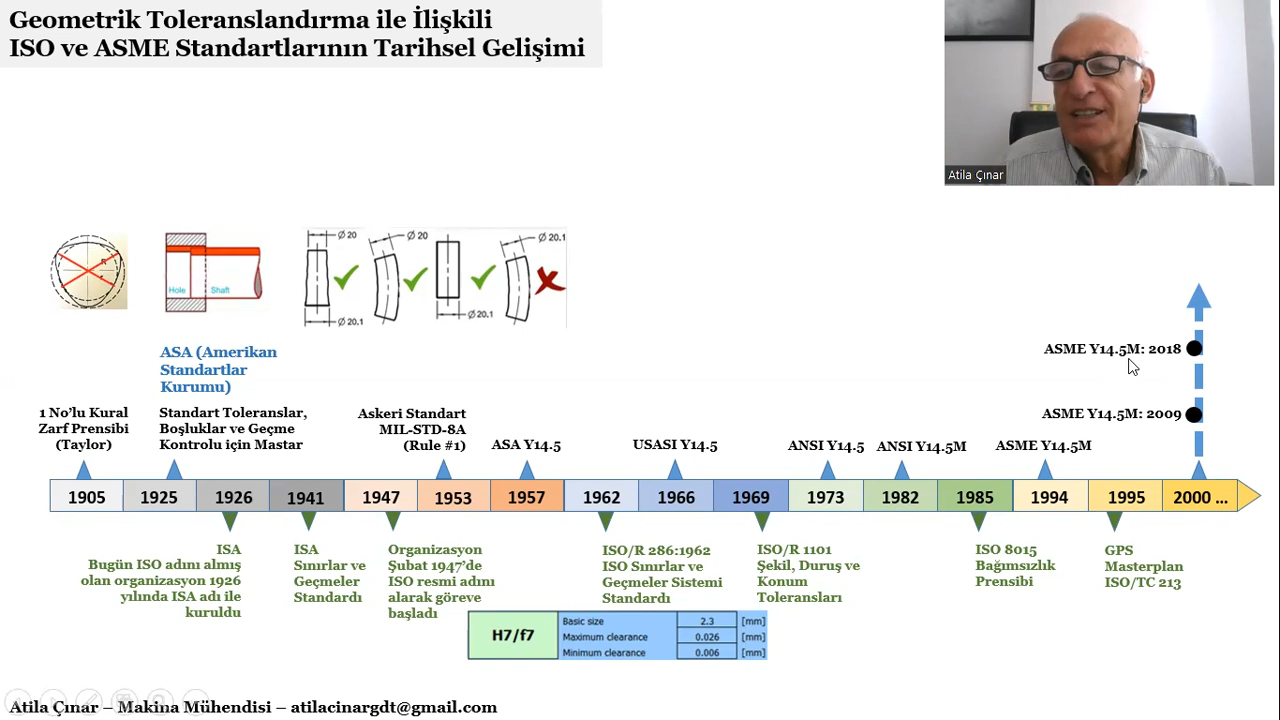 Geometrik Toleranslandırma ile İlişkili
ISO ve ASME Standartlarının Tarihsel Gelişimi
Atila Çınar
Hole
Shaft
Ø 20
Ø 20.1
Ø 20
Ø 20.1
Ø 20.1
ASA (Amerikan
Standartlar
Kurumu)
1 No’lu Kural
Zarf Prensibi
(Taylor)
Standart Toleranslar,
Boşluklar ve Geçme
Kontrolu için Mastar
Askeri Standart
MIL-STD-8A
(Rule #1)
ASA Y14.5
USASI Y14.5
ANSI Y14.5
ANSI Y14.5M
ASME Y14.5M
ASME Y14.5M: 2018
ASME Y14.5M: 2009
1905 1925 1926 1941 1947 1953 1957 1962 1966 1969 1973 1982 1985 1994 1995 2000 ...
ISA
Bugün ISO adını almış
olan organizasyon 1926
yılında ISA adı ile
kuruldu
ISA
Sınırlar ve
Geçmeler
Standardı
Organizasyon
Şubat 1947’de
ISO resmi adını
alarak göreve
başladı
ISO/R 286:1962
ISO Sınırlar ve
Geçmeler Sistemi
Standardı
ISO/R 1101
Şekil, Duruş ve
Konum
Toleransları
ISO 8015
Bağımsızlık
Prensibi
GPS
Masterplan
ISO/TC 213
H7/f7
Basic size 2.3 [mm]
Maximum clearance 0.026 [mm]
Minimum clearance 0.006 [mm]
Atila Çınar – Makina Mühendisi – atilacinargdt@gmail.com